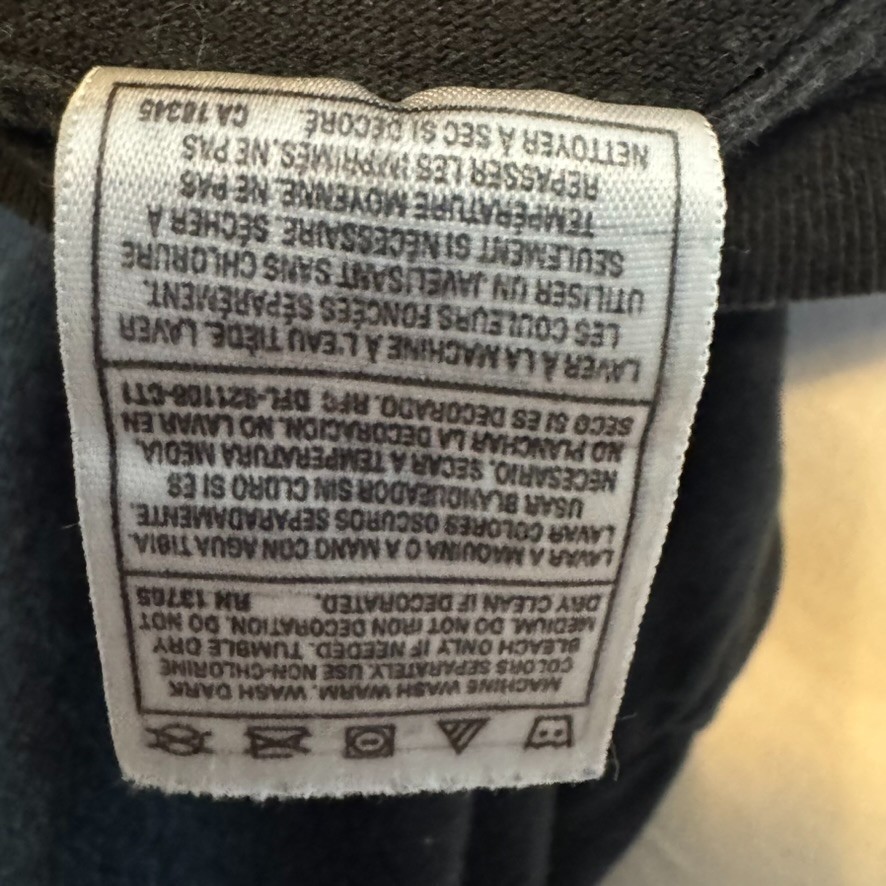 MACHINE WASH WARM. WASH DARK
COLORS SEPARATELY. USE NON-CHLORINE
BLEACH ONLY IF NEEDED. TUMBLE DRY
MEDIUM. DO NOT IRON DECORATION. DO NOT
DRY CLEAN IF DECORATED. RN 13765
LAVAR A MAQUINA O A MANO CON AGUA TIBIA.
LAVAR COLORES OSCUROS SEPARADAMENTE.
USAR BLANQUEADOR SIN CLORO SI ES
NECESARIO. SECAR A TEMPERATURA MEDIA.
NO PLANCHAR LA DECORACION. NO LAVAR EN
SECO SI ES DECORADO. RFC DFL-921106-CT1
LAVER À LA MACHINE À L'EAU TIÈDE. LAVER
LES COULEURS FONCÉES SÉPARÉMENT.
UTILISER UN JAVELISANT SANS CHLORURE
SEULEMENT SI NÉCESSAIRE. SÉCHER À
TEMPÉRATURE MOYENNE. NE PAS
REPASSER LES IMPRIMÉS. NE PAS
NETTOYER À SEC SI DÉCORÉ. CA 18345